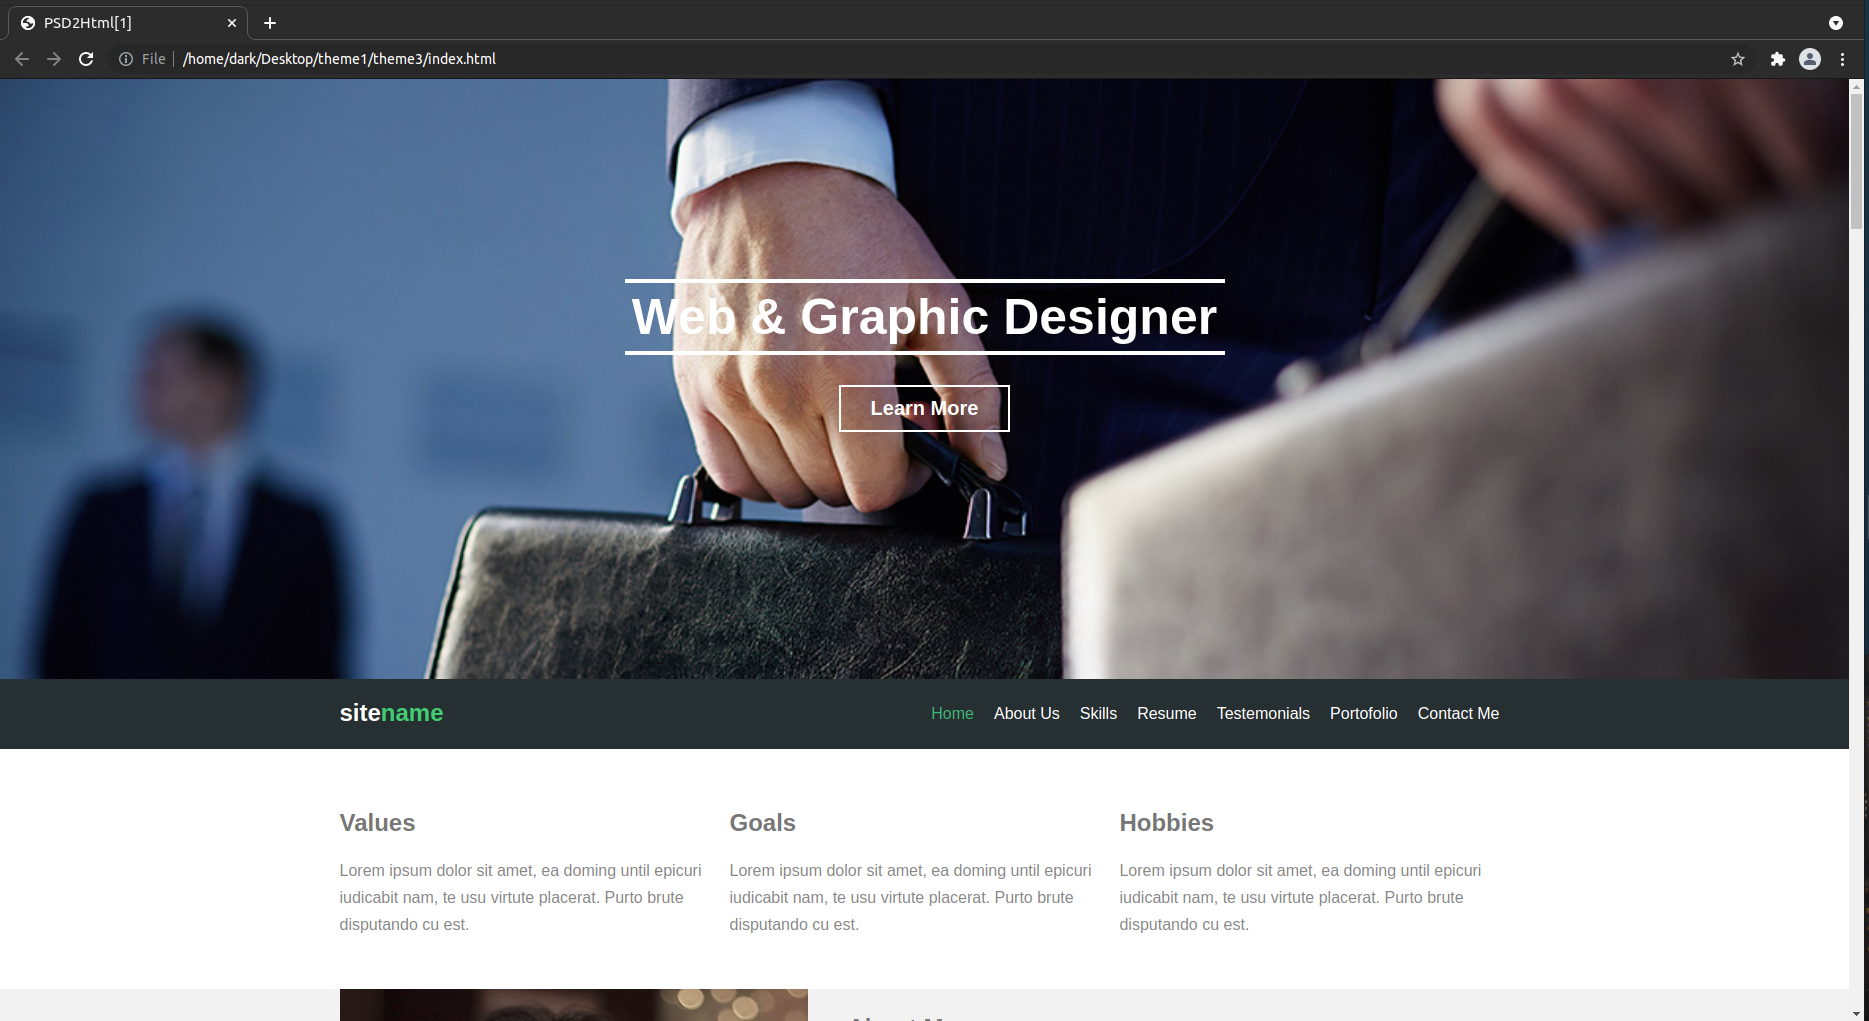 PSD2Html[1]
File /home/dark/Desktop/theme1/theme3/index.html
Web & Graphic Designer
Learn More
sitename
Home About Us Skills Resume Testemonials Portofolio Contact Me
Values
Lorem ipsum dolor sit amet, ea doming until epicuri
iudicabit nam, te usu virtute placerat. Purto brute
disputando cu est.
Goals
Lorem ipsum dolor sit amet, ea doming until epicuri
iudicabit nam, te usu virtute placerat. Purto brute
disputando cu est.
Hobbies
Lorem ipsum dolor sit amet, ea doming until epicuri
iudicabit nam, te usu virtute placerat. Purto brute
disputando cu est.